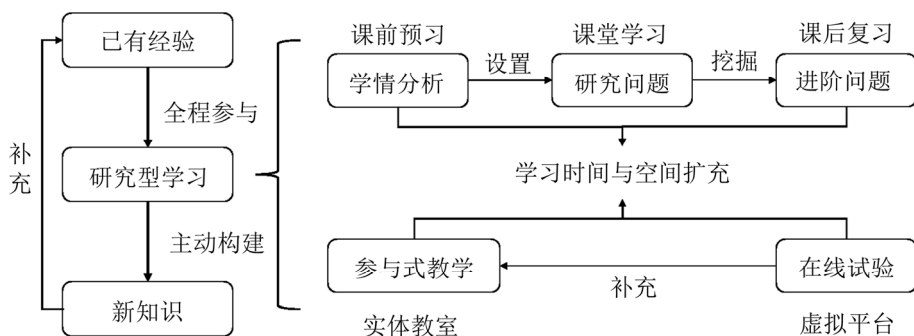 已有经验
全程参与
补充
研究型学习
主动构建
新知识
课前预习
课堂学习
课后复习
学情分析
设置
研究问题
挖掘
进阶问题
学习时间与空间扩充
参与式教学
补充
在线试验
实体教室
虚拟平台